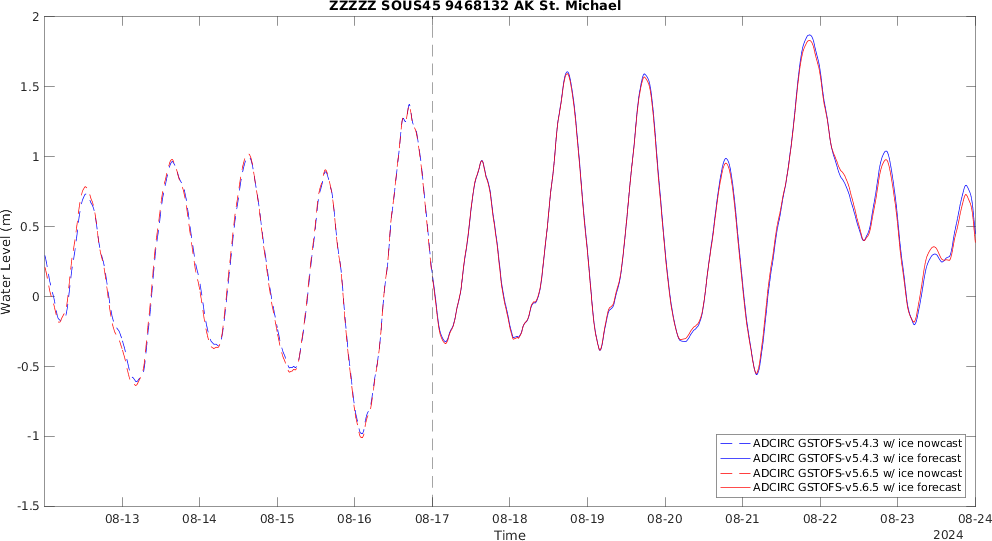 ZZZZZ SOUS45 9468132 AK St. Michael
2
1.5
1
0.5
0
-0.5
-1
-1.5
Water Level (m)
ADCIRC GSTOFS-v5.4.3 w/ ice nowcast
ADCIRC GSTOFS-v5.4.3 w/ ice forecast
ADCIRC GSTOFS-v5.6.5 w/ ice nowcast
ADCIRC GSTOFS-v5.6.5 w/ ice forecast
08-13 08-14 08-15 08-16 08-17 08-18 08-19 08-20 08-21 08-22 08-23 08-24
Time
2024